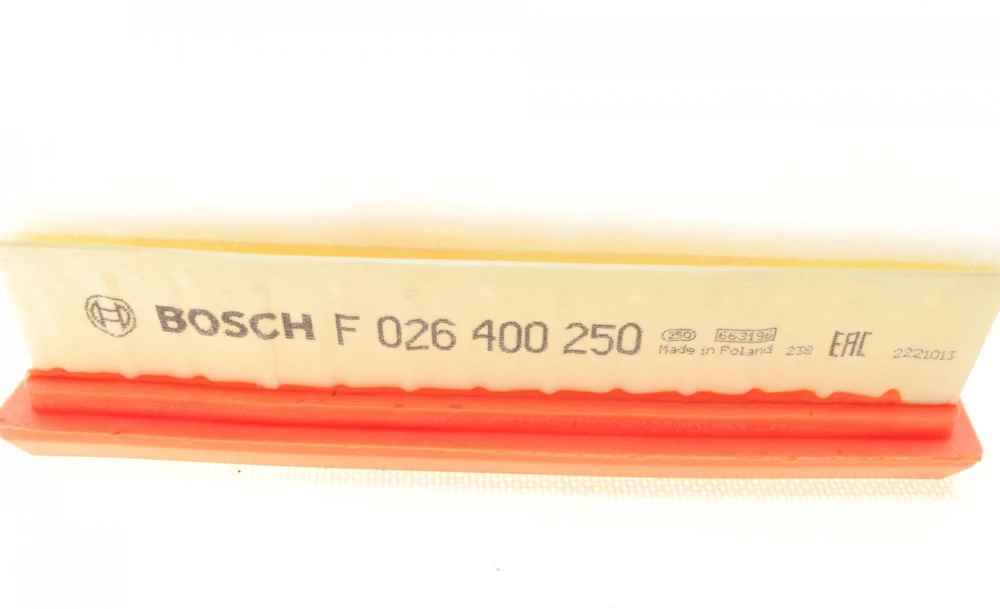 BOSCH F 026 400 250
250 663196
Made in Poland 238 EAC 2221013